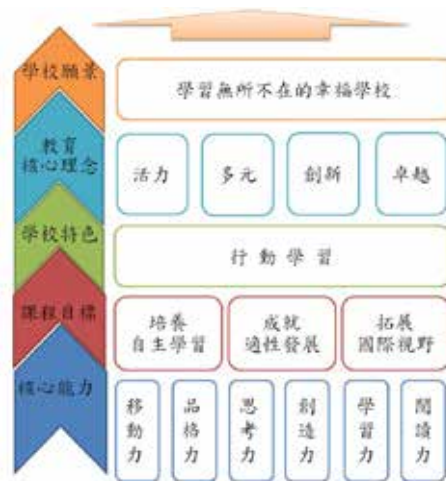 學校願景
學習無所不在的幸福學校
教育
核心理念
活力
多元
創新
卓越
學校特色
行動學習
課程目標
培養
自主學習
成就
適性發展
拓展
國際視野
核心能力
移動力
品格力
思考力
創造力
學習力
閱讀力